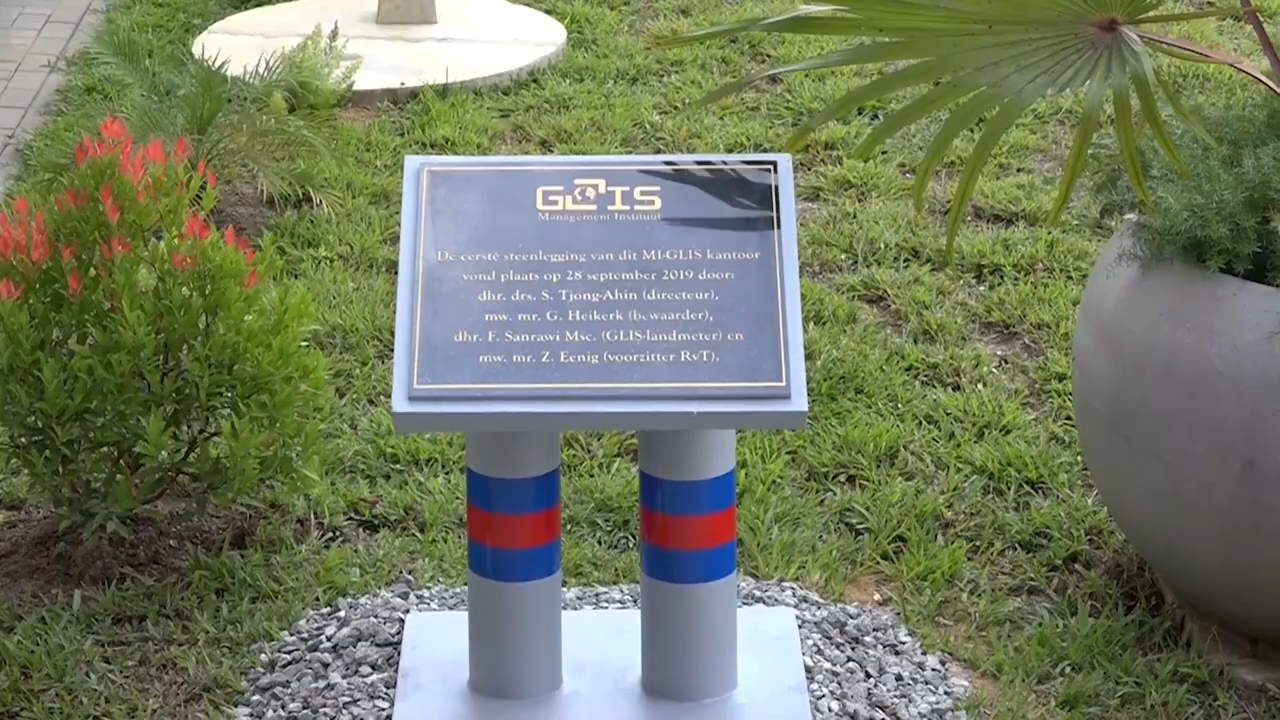 GLIS
Management Instituut
De eerste steenlegging van dit MI-GLIS kantoor
vond plaats op 28 september 2019 door:
dhr. drs. S. Tjong-Ahin (directeur),
mw. mr. G. Heikerk (bewaarder),
dhr. F. Sanrawi Msc. (GLIS-landmeter) en
mw. mr. Z. Eenig (voorzitter RvT).